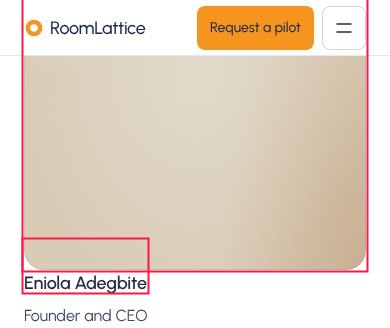 RoomLattice
Request a pilot
Eniola Adegbite
Founder and CEO